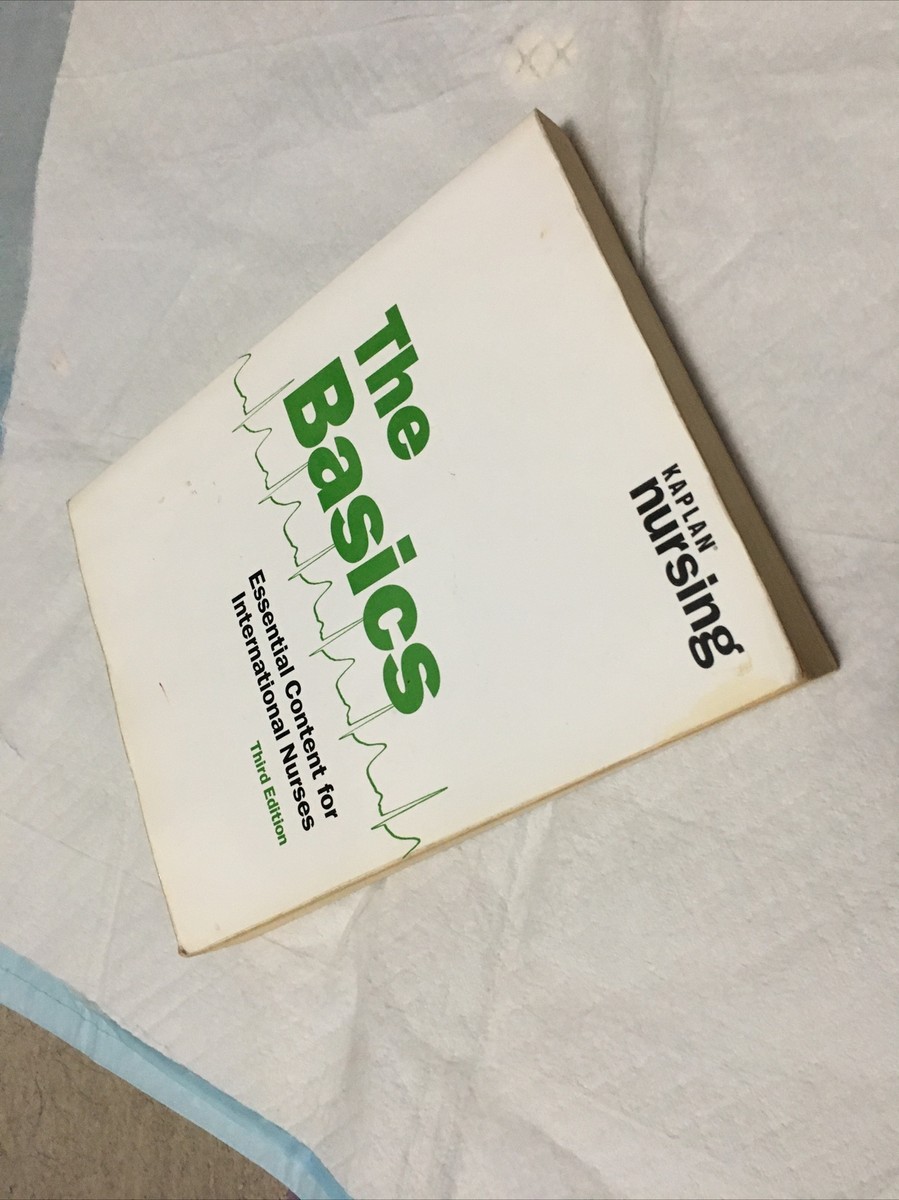 KAPLAN®
nursing
The
Basics
Essential Content for
International Nurses
Third Edition